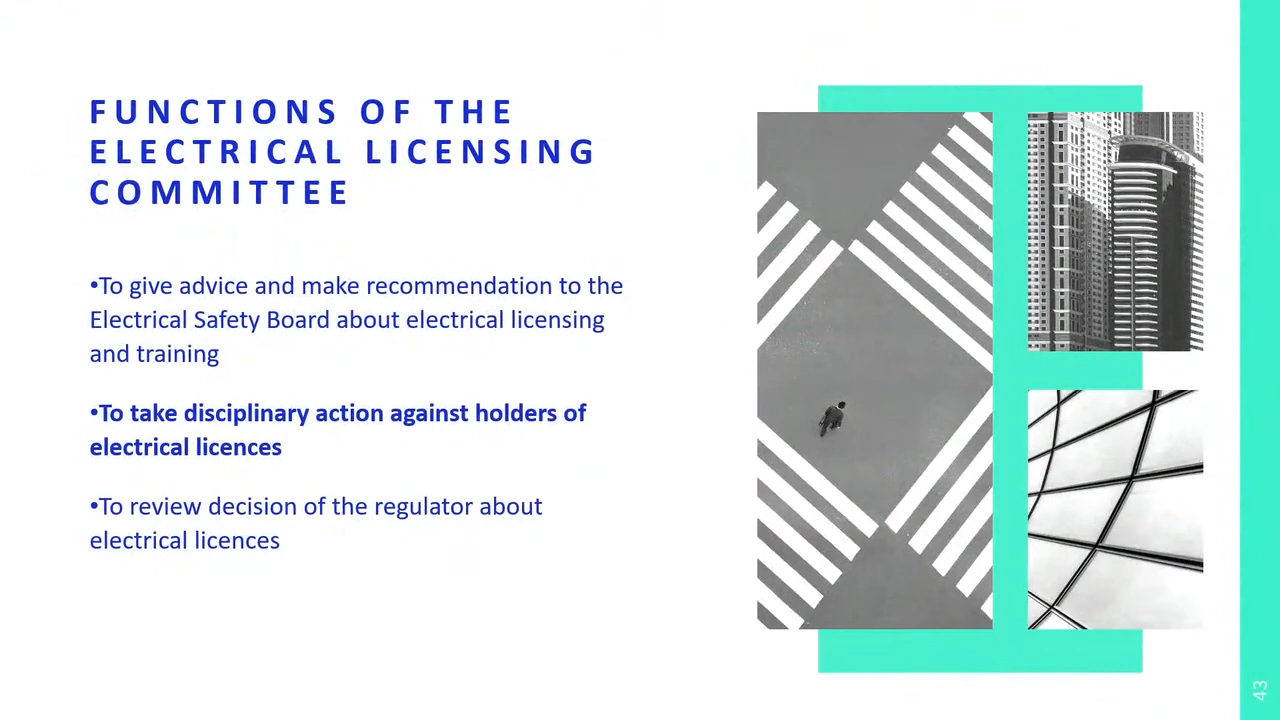 FUNCTIONS OF THE
ELECTRICAL LICENSING
COMMITTEE
•To give advice and make recommendation to the
Electrical Safety Board about electrical licensing
and training
•To take disciplinary action against holders of
electrical licences
•To review decision of the regulator about
electrical licences
43